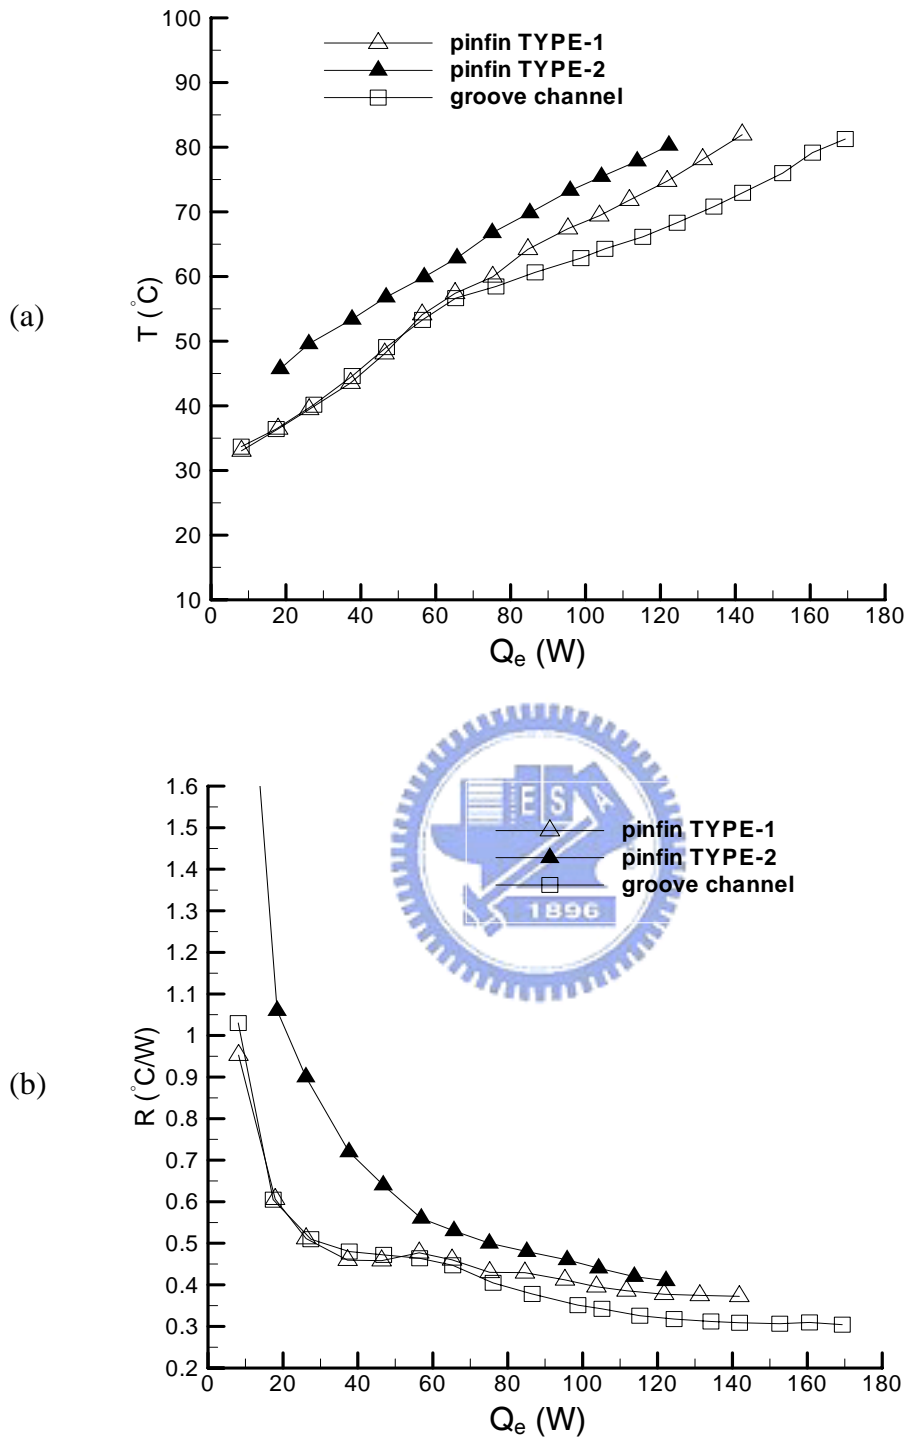 (a)
100
90
80
70
60
50
40
30
20
10
T (°C)
pinfin TYPE-1
pinfin TYPE-2
groove channel
0 20 40 60 80 100 120 140 160 180
Qe (W)
(b)
1.6
1.5
1.4
1.3
1.2
1.1
1
0.9
0.8
0.7
0.6
0.5
0.4
0.3
0.2
R (°C/W)
E S A
1896
pinfin TYPE-1
pinfin TYPE-2
groove channel
0 20 40 60 80 100 120 140 160 180
Qe (W)